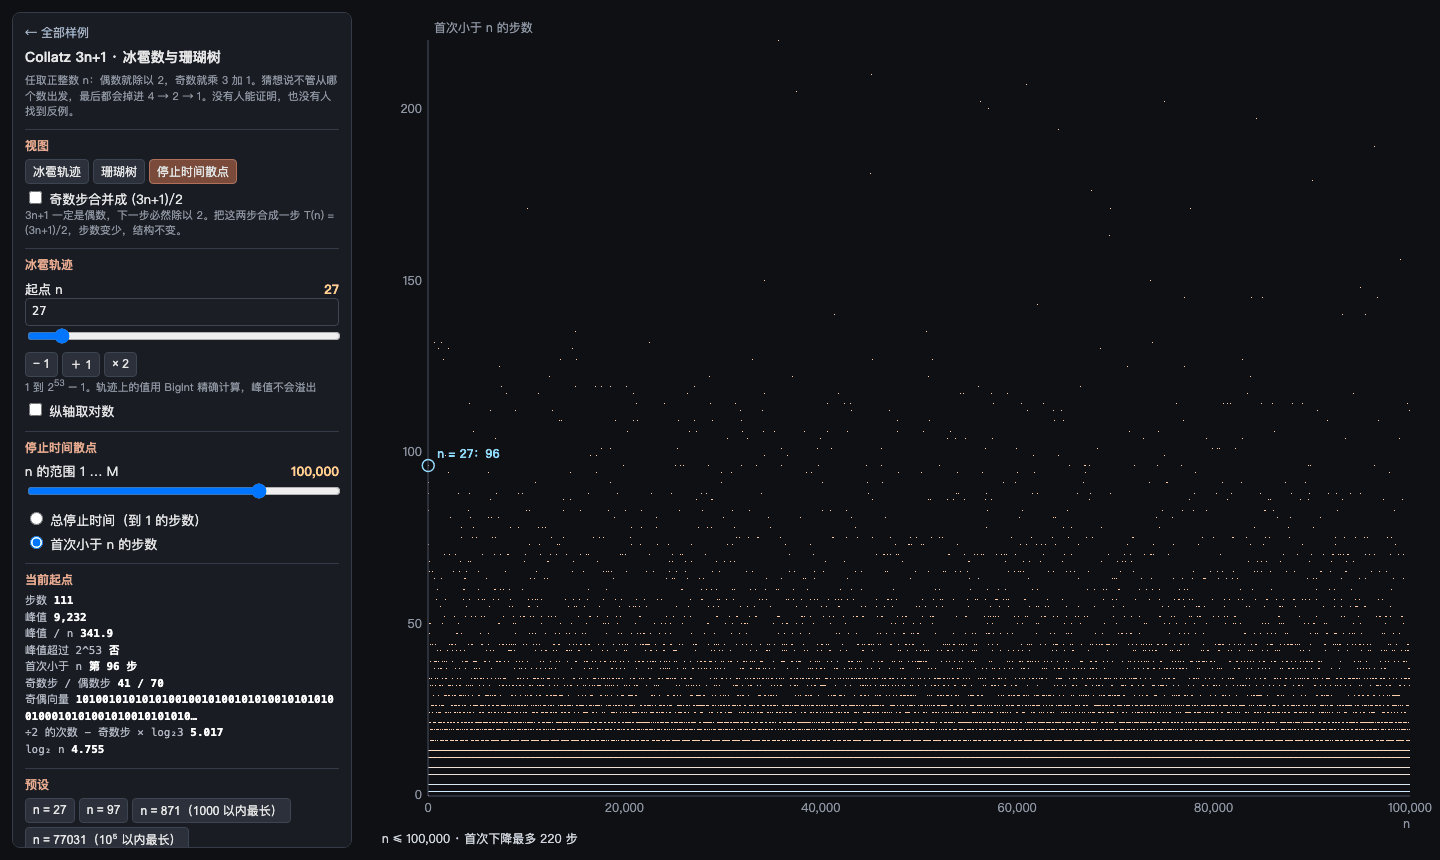 ← 全部样例
Collatz 3n+1 · 冰雹数与珊瑚树
任取正整数 n：偶数就除以 2，奇数就乘 3 加 1。猜想说不管从哪
个数出发，最后都会掉进 4 → 2 → 1。没有人能证明，也没有人
找到反例。
视图
冰雹轨迹
珊瑚树
停止时间散点
奇数步合并成 (3n+1)/2
3n+1 一定是偶数，下一步必然除以 2。把这两步合成一步 T(n) =
(3n+1)/2，步数变少，结构不变。
冰雹轨迹
起点 n 27
27
− 1
+ 1
× 2
1 到 2^53 − 1。轨迹上的值用 BigInt 精确计算，峰值不会溢出
纵轴取对数
停止时间散点
n 的范围 1 … M 100,000
总停止时间（到 1 的步数）
首次小于 n 的步数
当前起点
步数 111
峰值 9,232
峰值 / n 341.9
峰值超过 2^53 否
首次小于 n 第 96 步
奇数步 / 偶数步 41 / 70
÷2 的次数 − 奇数步 × log₂3 5.017
log₂ n 4.755
预设
n = 27
n = 97
n = 871（1000 以内最长）
n = 77031（10⁵ 以内最长）
首次小于 n 的步数
200
150
100
50
0
n = 27：96
0
20,000
40,000
60,000
80,000
100,000
n
n ≤ 100,000 · 首次下降最多 220 步